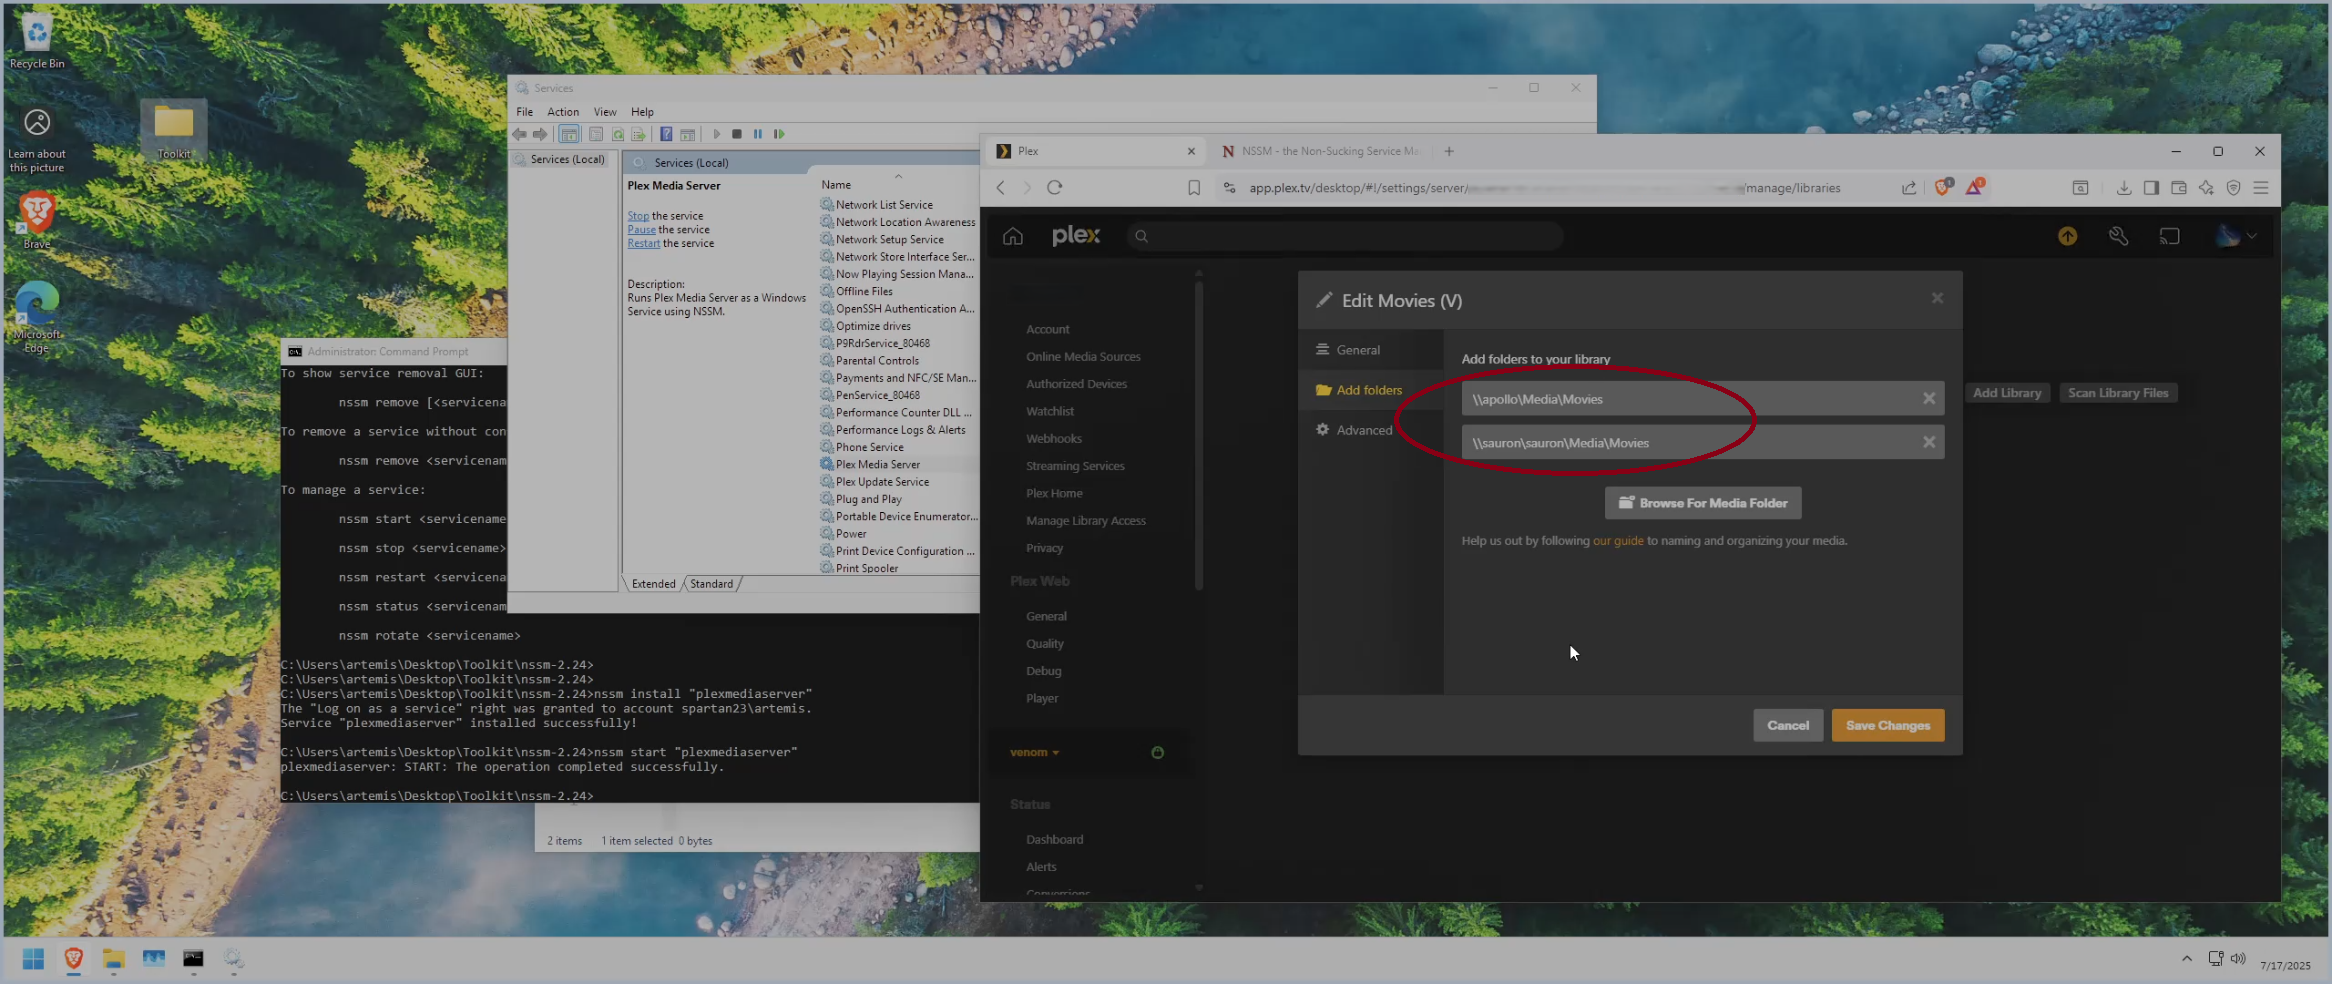 Recycle Bin
Learn about
this picture
Toolkit
Brave
Microsoft
Edge
Services
File Action View Help
Services (Local)
Services (Local)
Plex Media Server
Stop the service
Pause the service
Restart the service
Description:
Runs Plex Media Server as a Windows
Service using NSSM.
Name
Network List Service
Network Location Awareness
Network Setup Service
Network Store Interface Ser...
Now Playing Session Mana...
Offline Files
OpenSSH Authentication A...
Optimize drives
P9RdrService_80468
Parental Controls
Payments and NFC/SE Man...
PenService_80468
Performance Counter DLL ...
Performance Logs & Alerts
Phone Service
Plex Media Server
Plex Update Service
Plug and Play
Portable Device Enumerator...
Power
Print Device Configuration ...
Print Spooler
Extended Standard
Administrator: Command Prompt
To show service removal GUI:
nssm remove [<servicena
To remove a service without con
nssm remove <servicenam
To manage a service:
nssm start <servicename
nssm stop <servicename>
nssm restart <servicena
nssm status <servicenam
nssm rotate <servicename>
C:\Users\artemis\Desktop\Toolkit\nssm-2.24>
C:\Users\artemis\Desktop\Toolkit\nssm-2.24>
C:\Users\artemis\Desktop\Toolkit\nssm-2.24>nssm install "plexmediaserver"
The "Log on as a service" right was granted to account spartan23\artemis.
Service "plexmediaserver" installed successfully!
C:\Users\artemis\Desktop\Toolkit\nssm-2.24>nssm start "plexmediaserver"
plexmediaserver: START: The operation completed successfully.
C:\Users\artemis\Desktop\Toolkit\nssm-2.24>
2 items 1 item selected 0 bytes
Plex
NSSM - the Non-Sucking Service Ma
app.plex.tv/desktop/#!/settings/server/
/manage/libraries
plex
Account
Online Media Sources
Authorized Devices
Watchlist
Webhooks
Streaming Services
Plex Home
Manage Library Access
Privacy
Plex Web
General
Quality
Debug
Player
venom
Status
Dashboard
Alerts
Conversions
Edit Movies (V)
General
Add folders
Advanced
Add folders to your library
\\apollo\Media\Movies
\\sauron\sauron\Media\Movies
Browse For Media Folder
Help us out by following our guide to naming and organizing your media.
Cancel Save Changes
Add Library Scan Library Files
7/17/2025